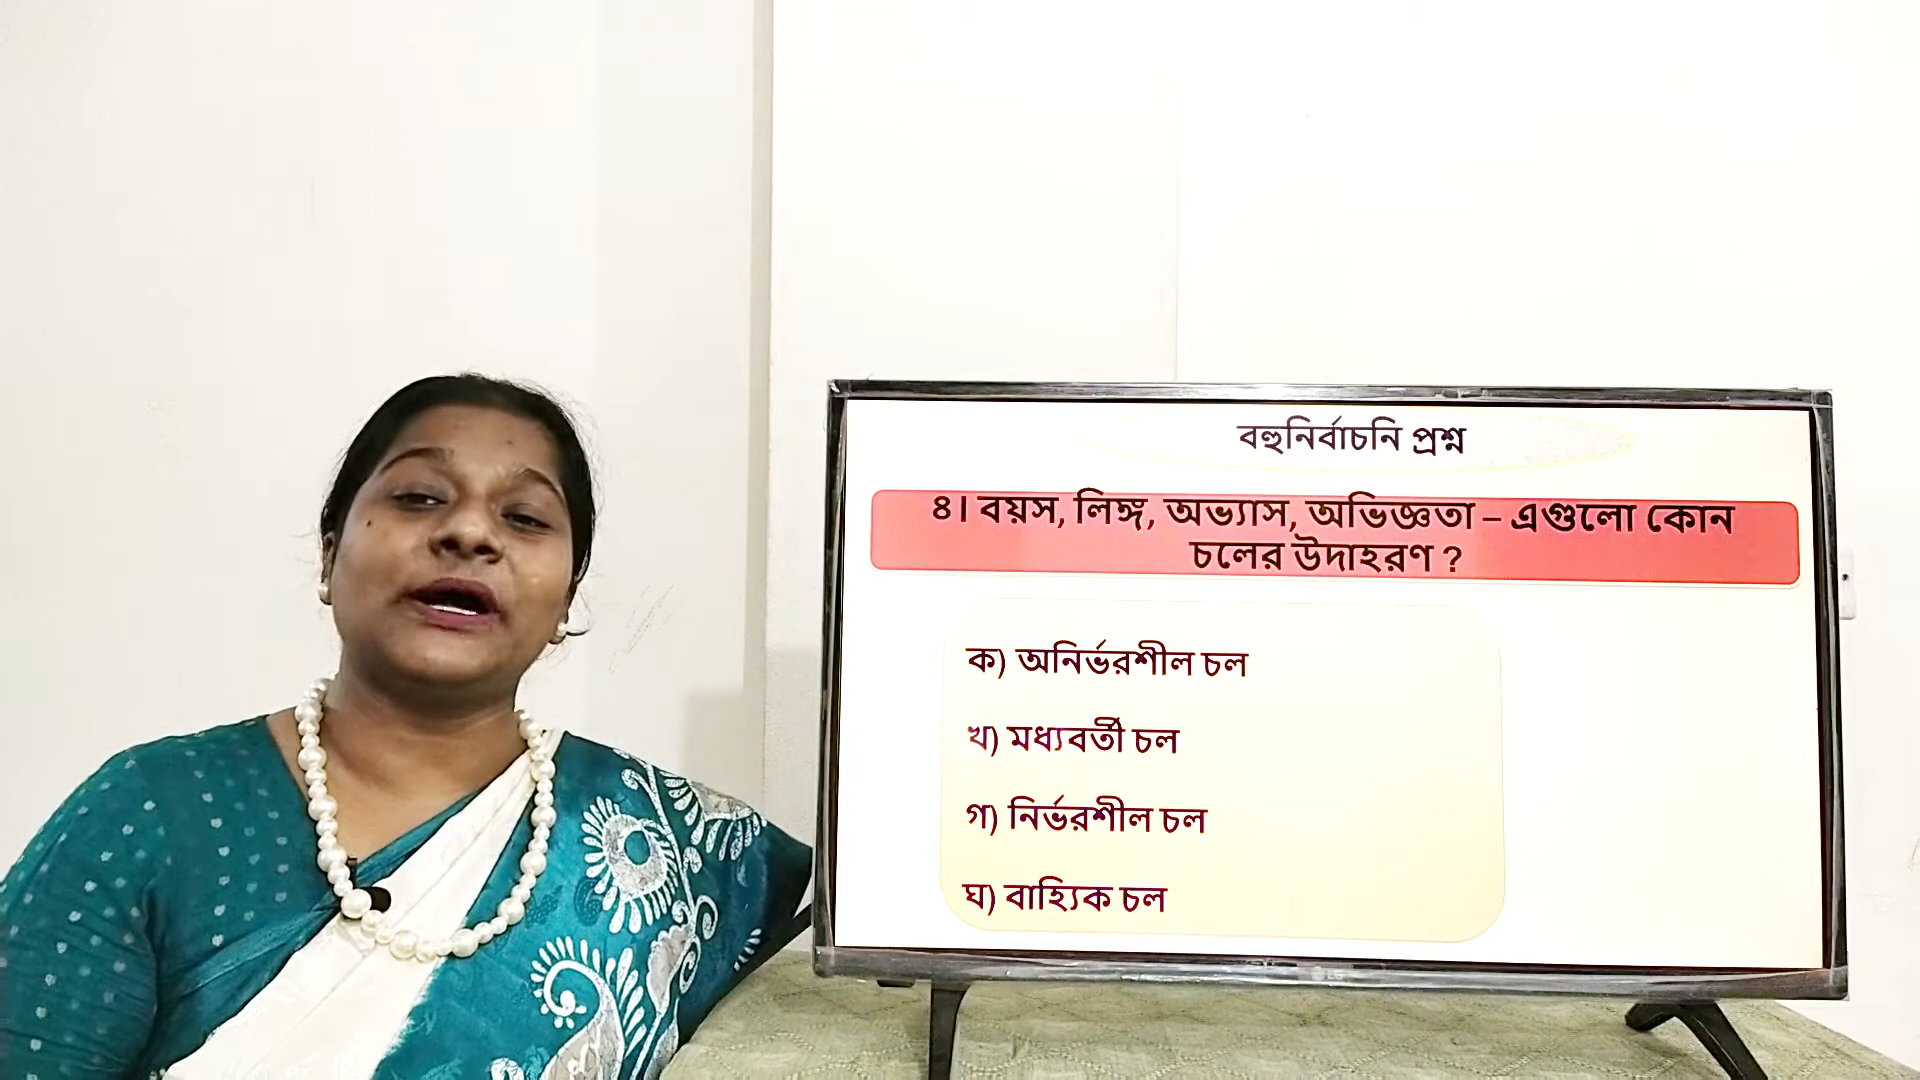 বহুনির্বাচনি প্রশ্ন
৪। বয়স, লিঙ্গ, অভ্যাস, অভিজ্ঞতা – এগুলো কোন
চলের উদাহরণ ?
ক) অনির্ভরশীল চল
খ) মধ্যবর্তী চল
গ) নির্ভরশীল চল
ঘ) বাহ্যিক চল
LG